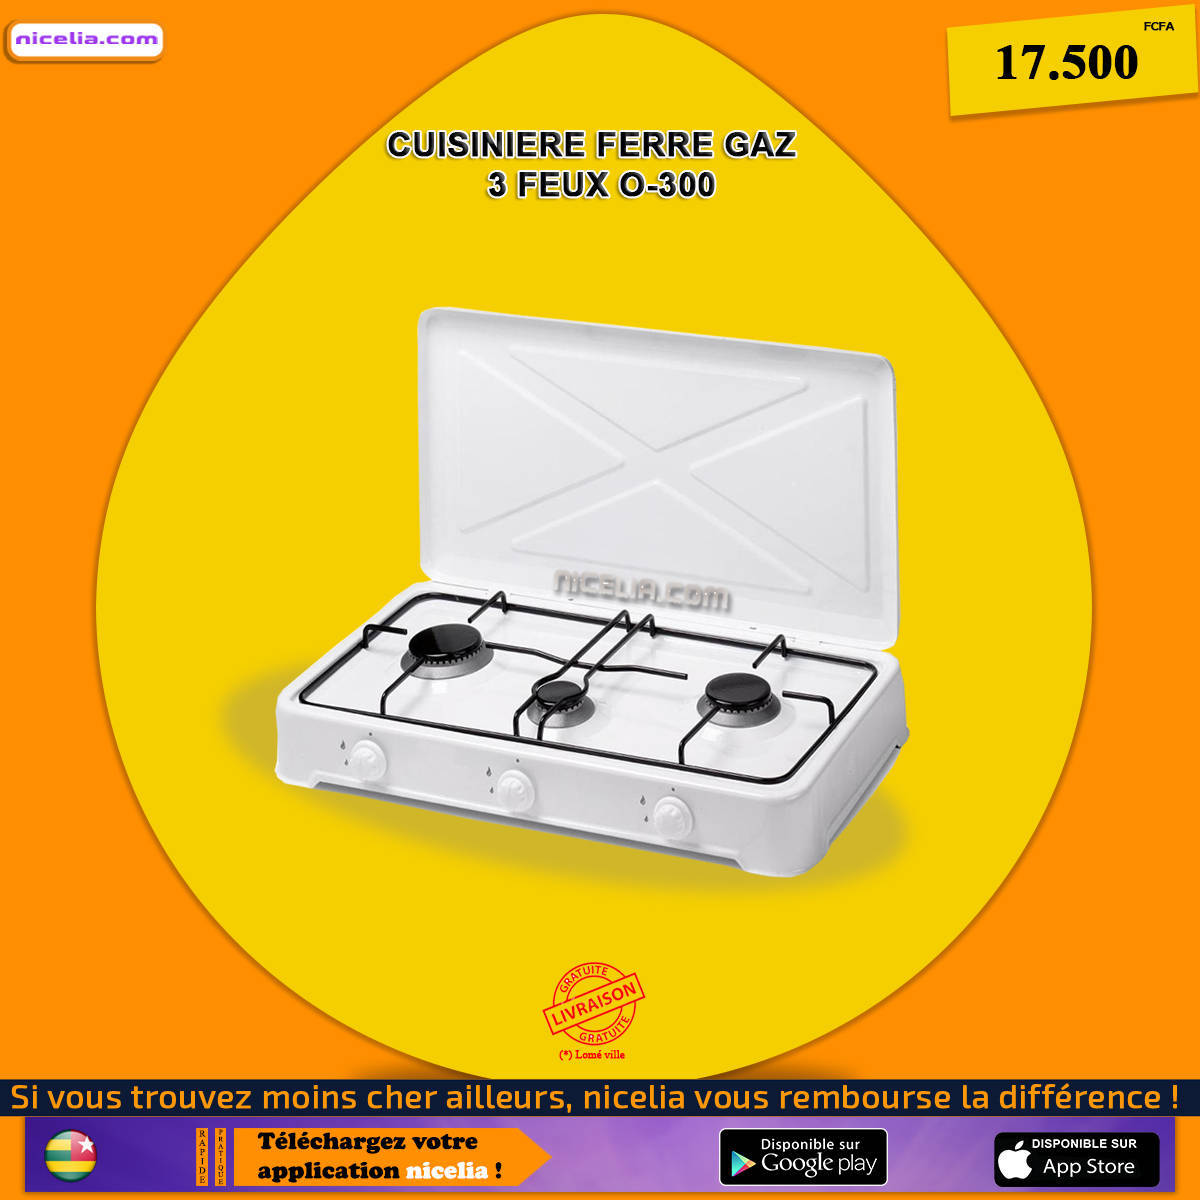 nicelia.com
FCFA
17.500
CUISINIERE FERRE GAZ
3 FEUX O-300
NICELIA.COM
GRATUITE
LIVRAISON
GRATUITE
(*) Lomé ville
Si vous trouvez moins cher ailleurs, nicelia vous rembourse la différence !
RAPIDE
PRATIQUE
Téléchargez votre
application nicelia !
Disponible sur
Google play
DISPONIBLE SUR
App Store